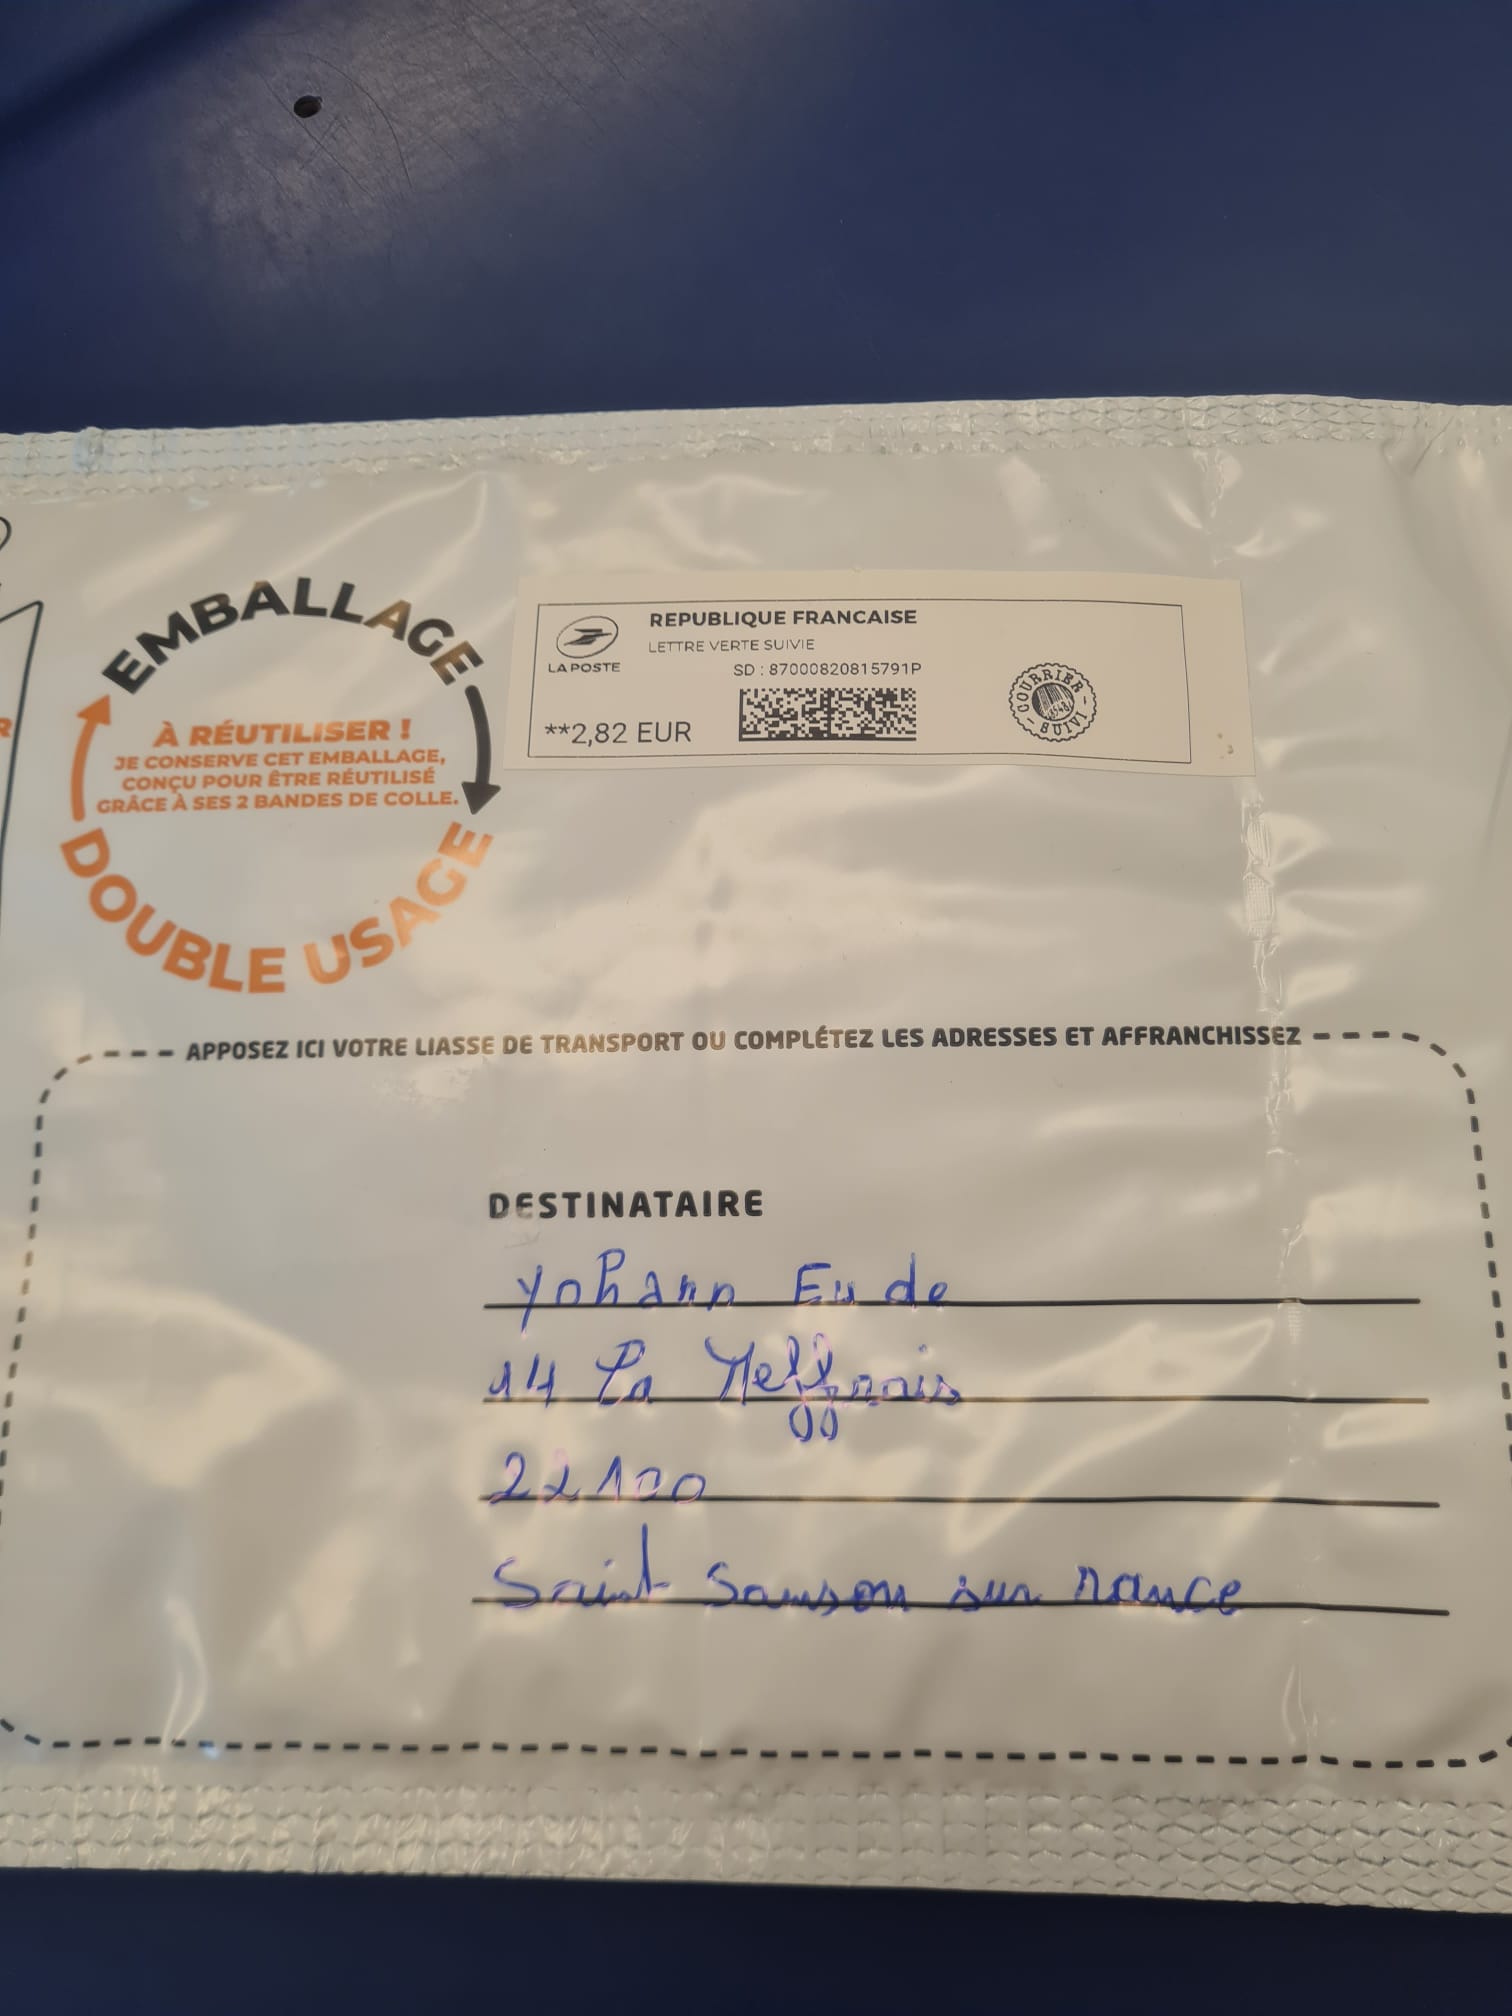 EMBALLAGE
À RÉUTILISER !
JE CONSERVE CET EMBALLAGE,
CONÇU POUR ÊTRE RÉUTILISÉ
GRÂCE À SES 2 BANDES DE COLLE.
DOUBLE USAGE
LA POSTE
REPUBLIQUE FRANCAISE
LETTRE VERTE SUIVIE
SD : 87000820815791P
**2,82 EUR
COURRIER
SUIVI
APPOSEZ ICI VOTRE LIASSE DE TRANSPORT OU COMPLÉTEZ LES ADRESSES ET AFFRANCHISSEZ
DESTINATAIRE
Yohann Eude
14 La Meffrais
22100
Saint Samson sur rance